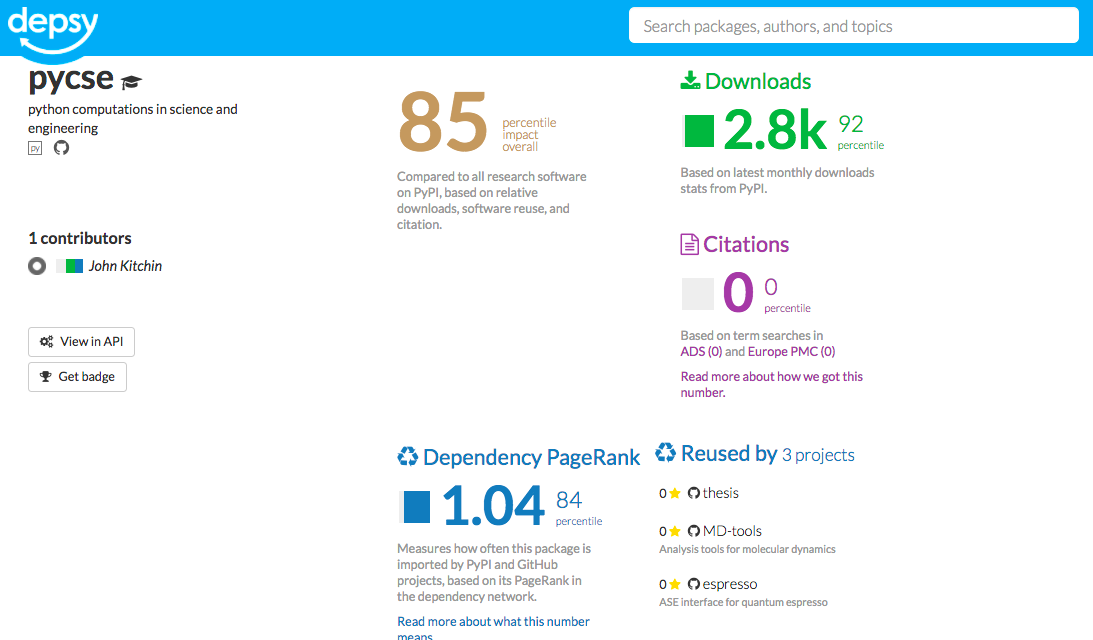 depsy
Search packages, authors, and topics
pycse
python computations in science and
engineering
py
1 contributors
John Kitchin
View in API
Get badge
85
percentile
impact
overall
Compared to all research software
on PyPI, based on relative
downloads, software reuse, and
citation.
Downloads
2.8k
92
percentile
Based on latest monthly downloads
stats from PyPI.
Citations
0
0
percentile
Based on term searches in
ADS (0) and Europe PMC (0)
Read more about how we got this
number.
Dependency PageRank
1.04
84
percentile
Measures how often this package is
imported by PyPI and GitHub
projects, based on its PageRank in
the dependency network.
Read more about what this number
means.
Reused by 3 projects
0 thesis
0 MD-tools
Analysis tools for molecular dynamics
0 espresso
ASE interface for quantum espresso